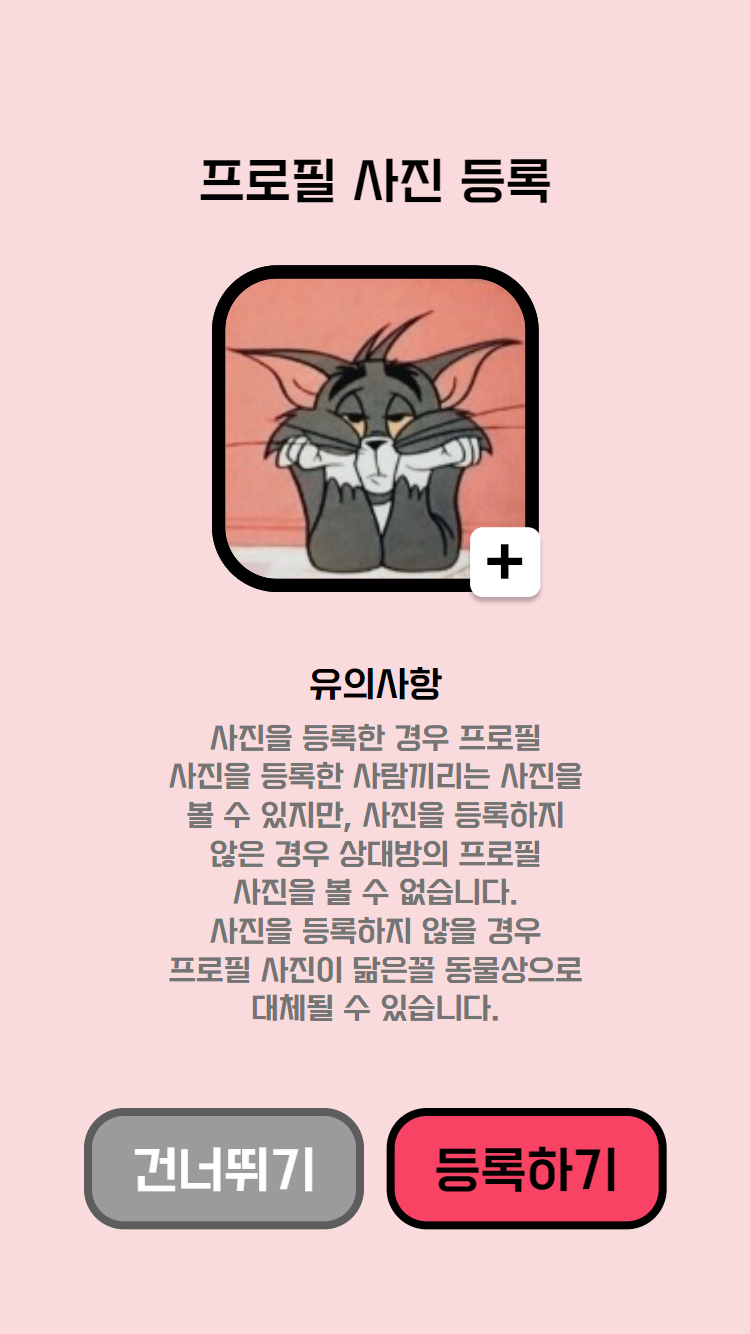 프로필 사진 등록
+
유의사항
사진을 등록한 경우 프로필
사진을 등록한 사람끼리는 사진을
볼 수 있지만, 사진을 등록하지
않은 경우 상대방의 프로필
사진을 볼 수 없습니다.
사진을 등록하지 않을 경우
프로필 사진이 닮은꼴 동물상으로
대체될 수 있습니다.
건너뛰기
등록하기